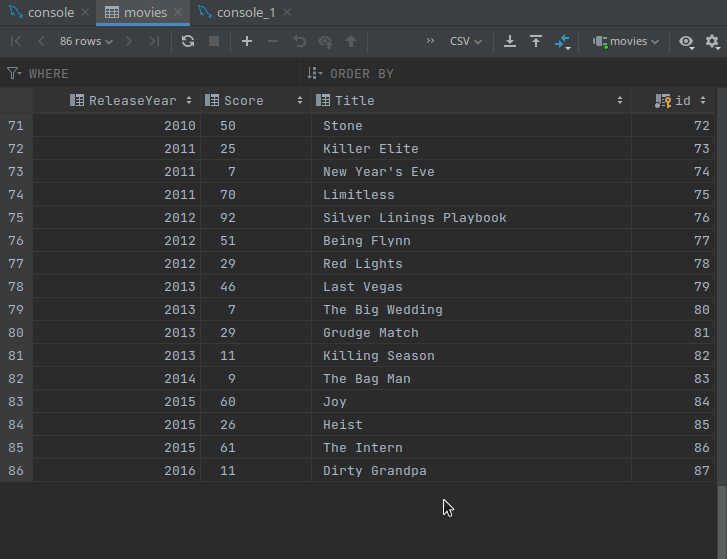 console movies console_1
86 rows CSV movies
WHERE ORDER BY
ReleaseYear Score Title id
71 2010 50 Stone 72
72 2011 25 Killer Elite 73
73 2011 7 New Year's Eve 74
74 2011 70 Limitless 75
75 2012 92 Silver Linings Playbook 76
76 2012 51 Being Flynn 77
77 2012 29 Red Lights 78
78 2013 46 Last Vegas 79
79 2013 7 The Big Wedding 80
80 2013 29 Grudge Match 81
81 2013 11 Killing Season 82
82 2014 9 The Bag Man 83
83 2015 60 Joy 84
84 2015 26 Heist 85
85 2015 61 The Intern 86
86 2016 11 Dirty Grandpa 87